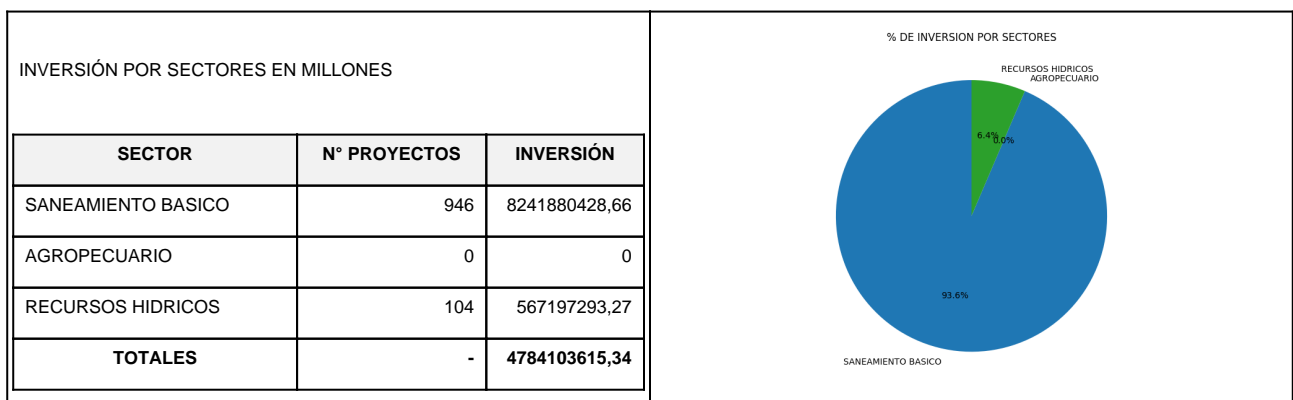 INVERSIÓN POR SECTORES EN MILLONES
SECTOR N° PROYECTOS INVERSIÓN
SANEAMIENTO BASICO 946 8241880428,66
AGROPECUARIO 0 0
RECURSOS HIDRICOS 104 567197293,27
TOTALES - 4784103615,34
% DE INVERSION POR SECTORES
RECURSOS HIDRICOS
AGROPECUARIO
6.4%
0.0%
93.6%
SANEAMIENTO BASICO